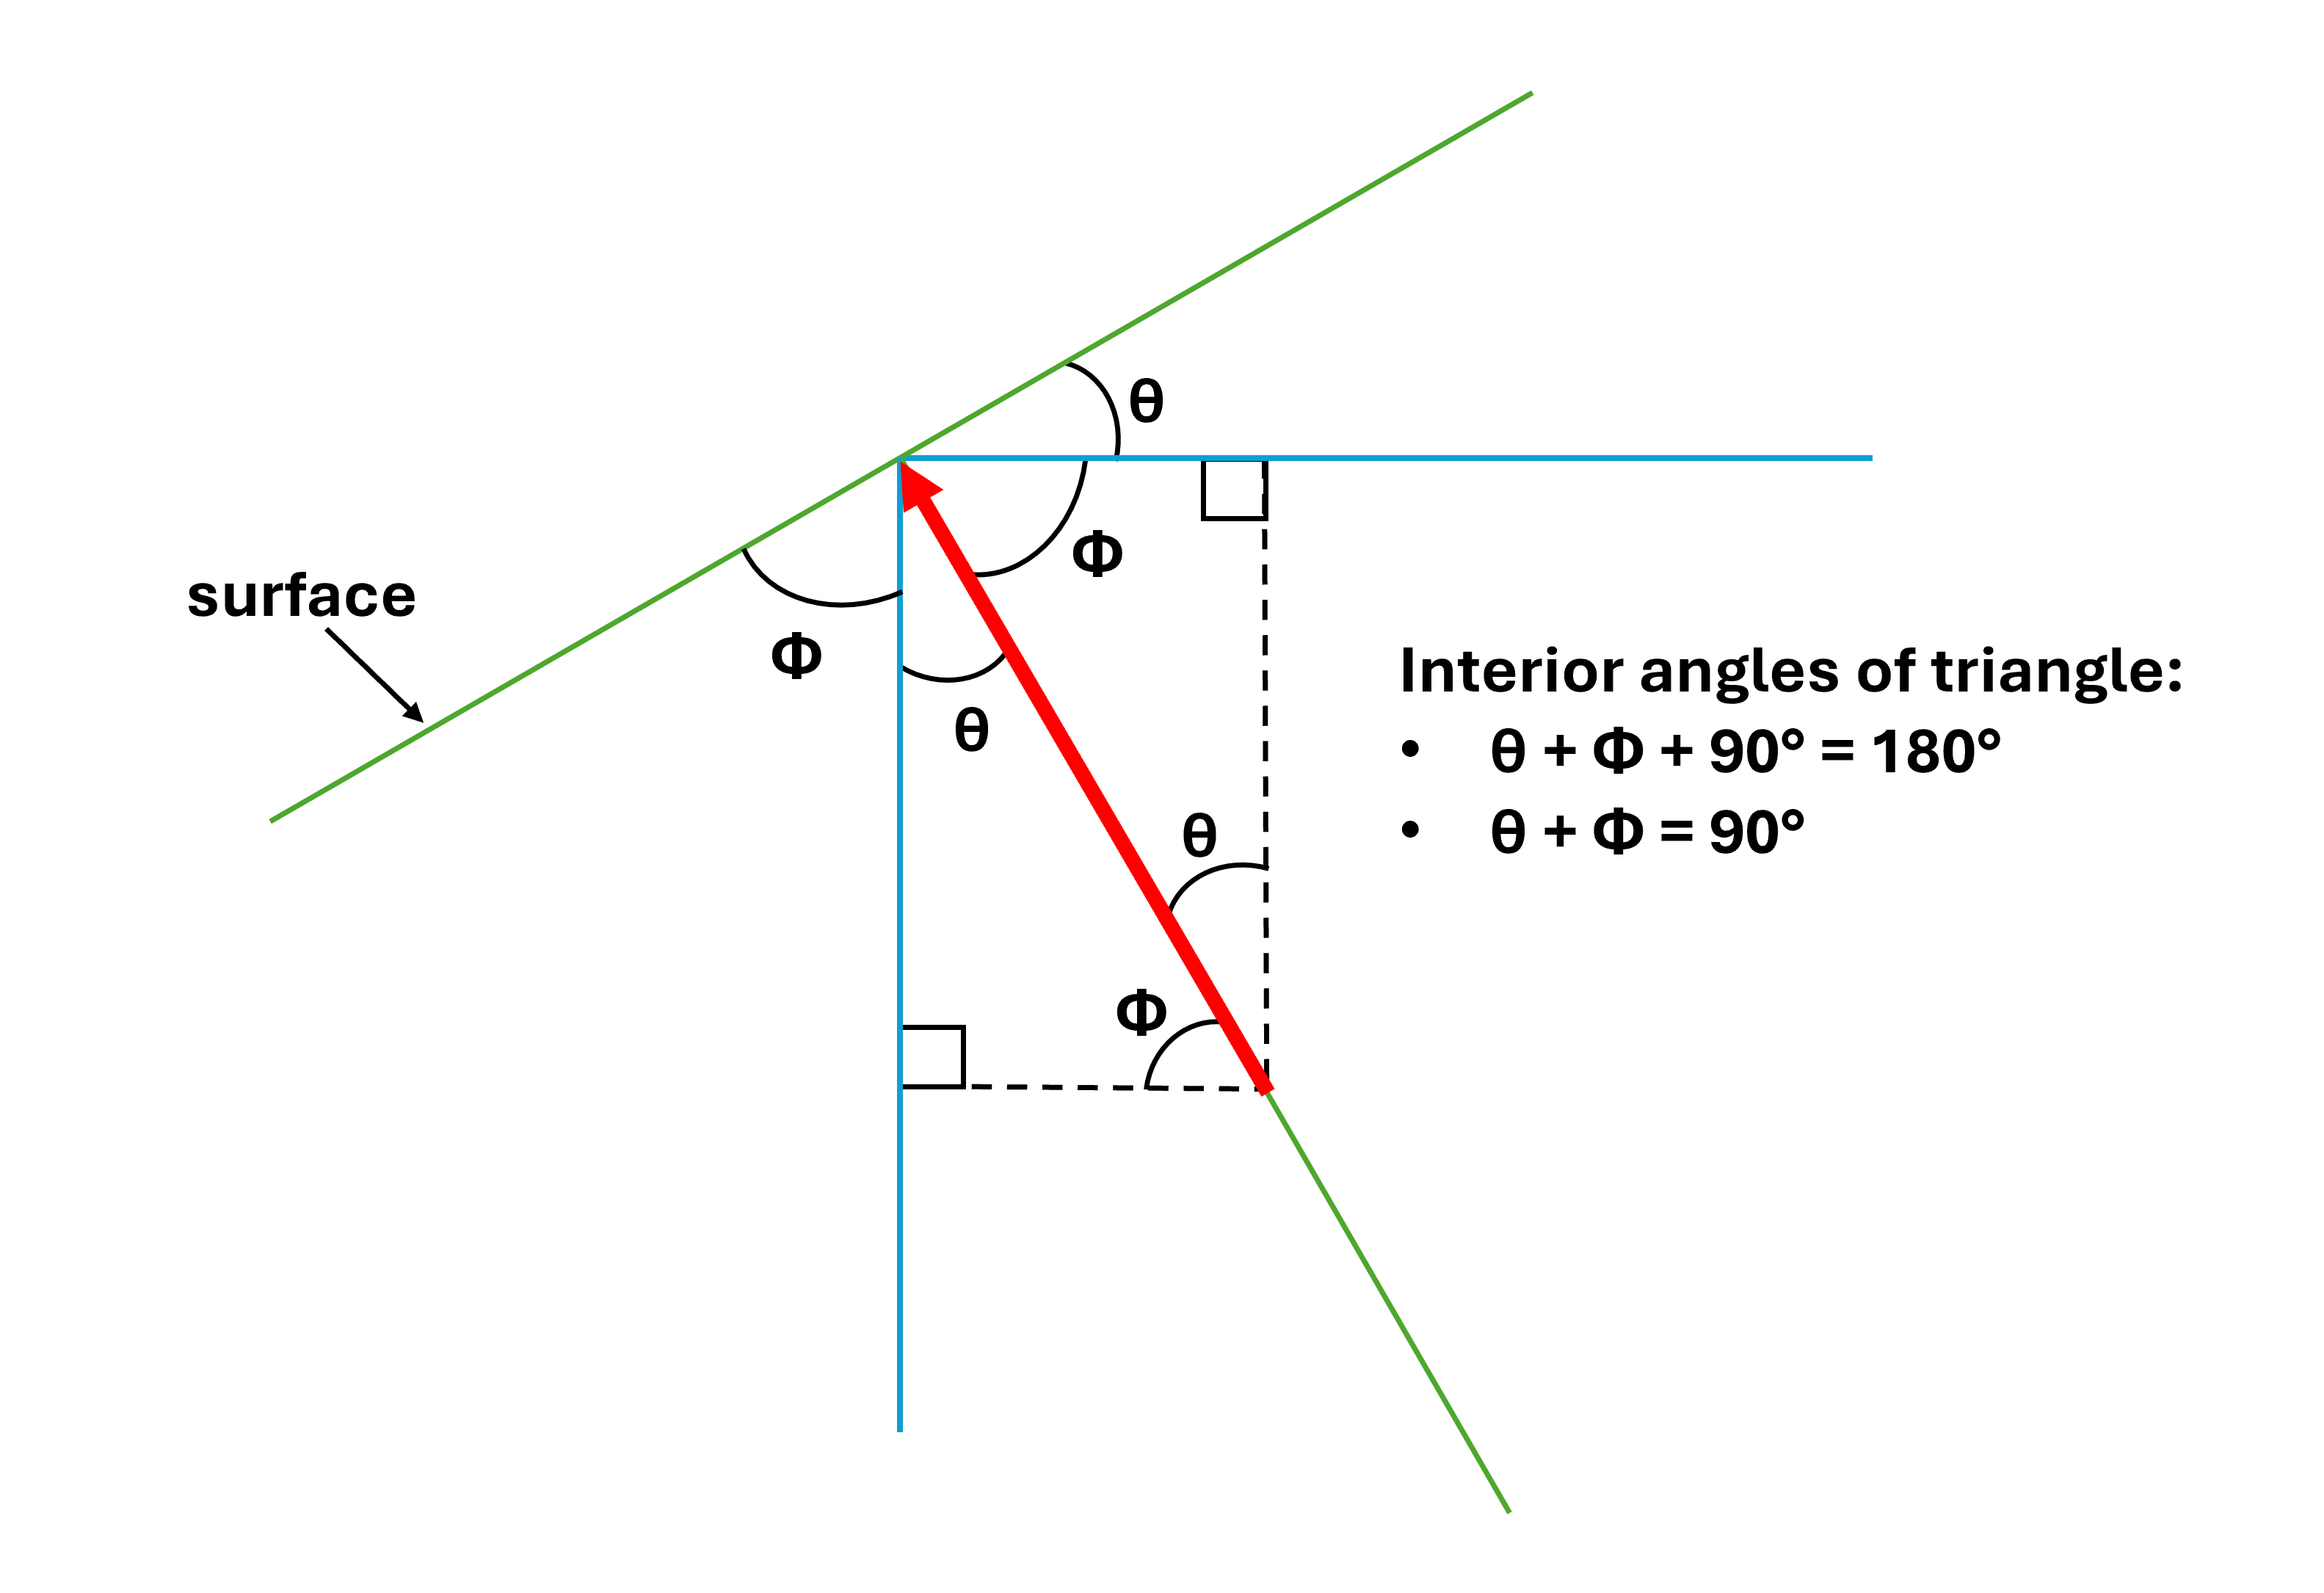 θ
Φ
surface
Φ
θ
Interior angles of triangle:
• θ + Φ + 90° = 180°
θ
• θ + Φ = 90°
Φ